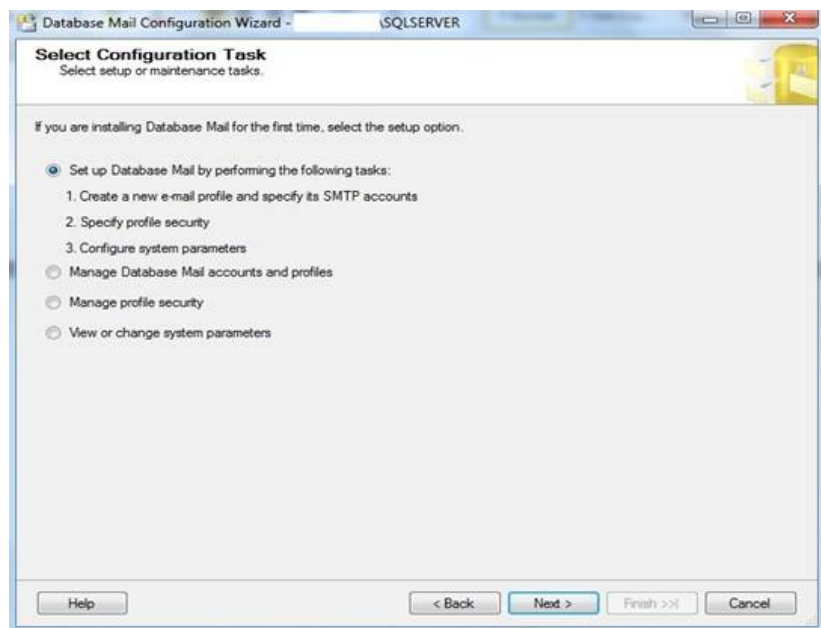 Database Mail Configuration Wizard - \SQLSERVER
Select Configuration Task
Select setup or maintenance tasks.
If you are installing Database Mail for the first time, select the setup option.
Set up Database Mail by performing the following tasks:
1. Create a new e-mail profile and specify its SMTP accounts
2. Specify profile security
3. Configure system parameters
Manage Database Mail accounts and profiles
Manage profile security
View or change system parameters
Help < Back Next > Finish >>| Cancel